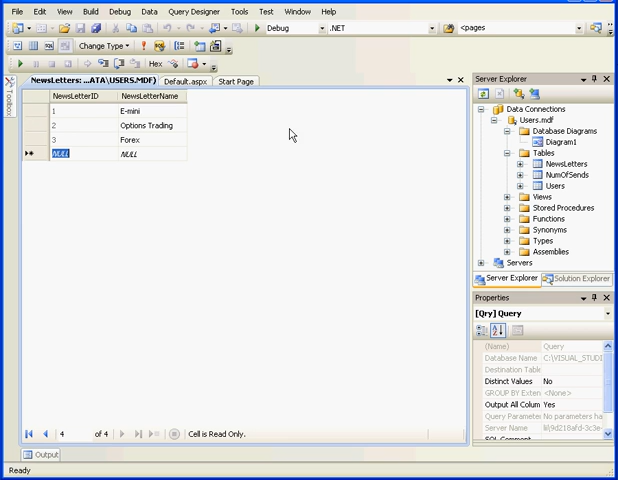 File Edit View Build Debug Data Query Designer Tools Test Window Help
Debug .NET <pages
Change Type
Hex
NewsLetters: ...ATA\USERS.MDF) Default.aspx Start Page
Toolbox
NewsLetterID NewsLetterName
1 E-mini
2 Options Trading
3 Forex
NULL NULL
4 of 4 Cell is Read Only.
Output
Ready
Server Explorer
Data Connections
Users.mdf
Database Diagrams
Diagram1
Tables
NewsLetters
NumOfSends
Users
Views
Stored Procedures
Functions
Synonyms
Types
Assemblies
Servers
Server Explorer Solution Explorer
Properties
[Qry] Query
(Name) Query
Database Name C:\VISUAL_STUDI
Destination Table
Distinct Values No
GROUP BY Exten <None>
Output All Colum Yes
Query Parameter No parameters ha
Server Name lil\9d218afd-3c3e-
SQL Comment